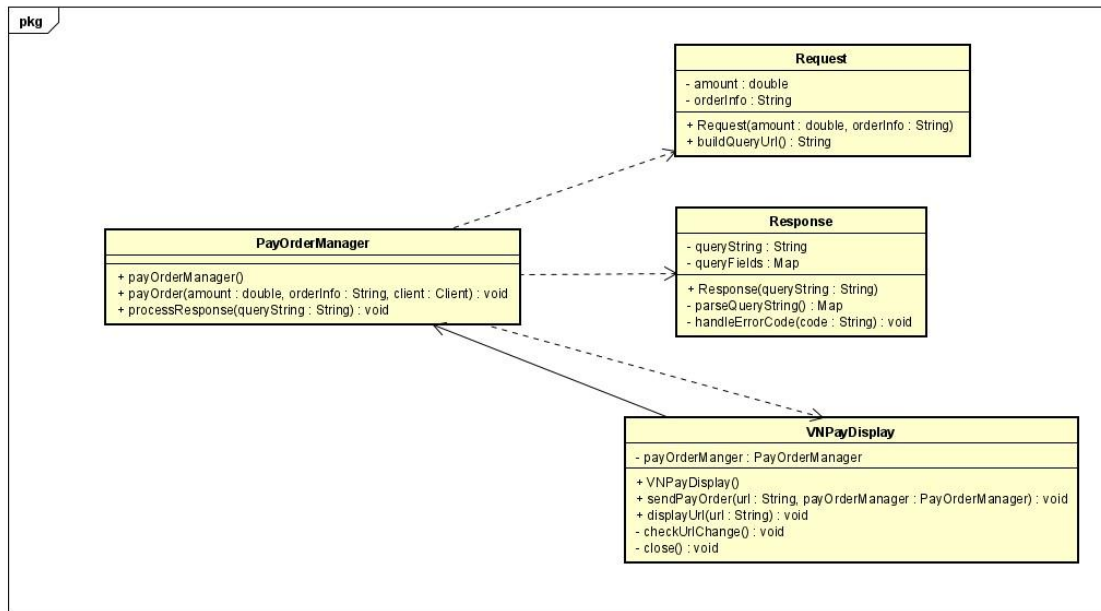 pkg
Request
- amount : double
- orderInfo : String
+ Request(amount : double, orderInfo : String)
+ buildQueryUrl() : String
Response
- queryString : String
- queryFields : Map
+ Response(queryString : String)
- parseQueryString() : Map
- handleErrorCode(code : String) : void
PayOrderManager
+ payOrderManager()
+ payOrder(amount : double, orderInfo : String, client : Client) : void
+ processResponse(queryString : String) : void
VNPayDisplay
- payOrderManger : PayOrderManager
+ VNPayDisplay()
+ sendPayOrder(url : String, payOrderManager : PayOrderManager) : void
+ displayUrl(url : String) : void
- checkUrlChange() : void
- close() : void